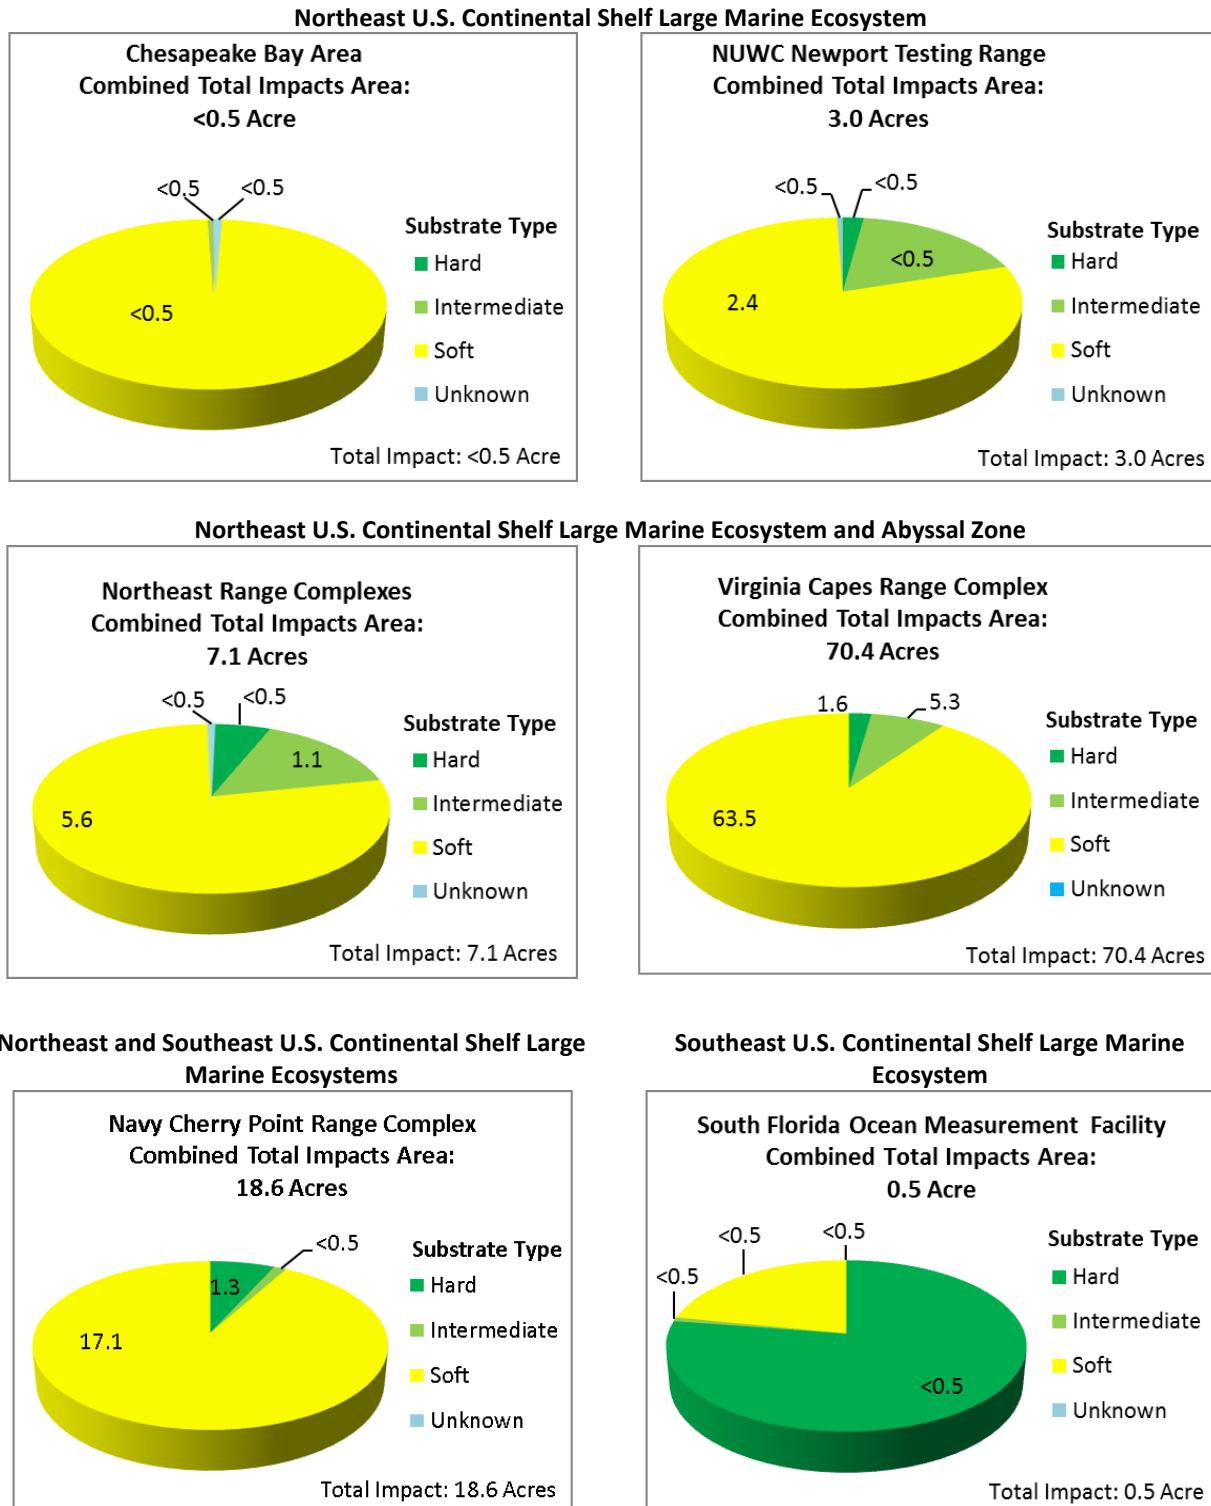 Northeast U.S. Continental Shelf Large Marine Ecosystem
Chesapeake Bay Area
Combined Total Impacts Area:
<0.5 Acre
<0.5
<0.5
<0.5
Substrate Type
Hard
Intermediate
Soft
Unknown
Total Impact: <0.5 Acre
NUWC Newport Testing Range
Combined Total Impacts Area:
3.0 Acres
<0.5
<0.5
<0.5
2.4
Substrate Type
Hard
Intermediate
Soft
Unknown
Total Impact: 3.0 Acres
Northeast U.S. Continental Shelf Large Marine Ecosystem and Abyssal Zone
Northeast Range Complexes
Combined Total Impacts Area:
7.1 Acres
<0.5
<0.5
1.1
5.6
Substrate Type
Hard
Intermediate
Soft
Unknown
Total Impact: 7.1 Acres
Virginia Capes Range Complex
Combined Total Impacts Area:
70.4 Acres
1.6
5.3
63.5
Substrate Type
Hard
Intermediate
Soft
Unknown
Total Impact: 70.4 Acres
Northeast and Southeast U.S. Continental Shelf Large
Marine Ecosystems
Navy Cherry Point Range Complex
Combined Total Impacts Area:
18.6 Acres
<0.5
1.3
17.1
Substrate Type
Hard
Intermediate
Soft
Unknown
Total Impact: 18.6 Acres
Southeast U.S. Continental Shelf Large Marine
Ecosystem
South Florida Ocean Measurement Facility
Combined Total Impacts Area:
0.5 Acre
<0.5
<0.5
<0.5
<0.5
Substrate Type
Hard
Intermediate
Soft
Unknown
Total Impact: 0.5 Acre